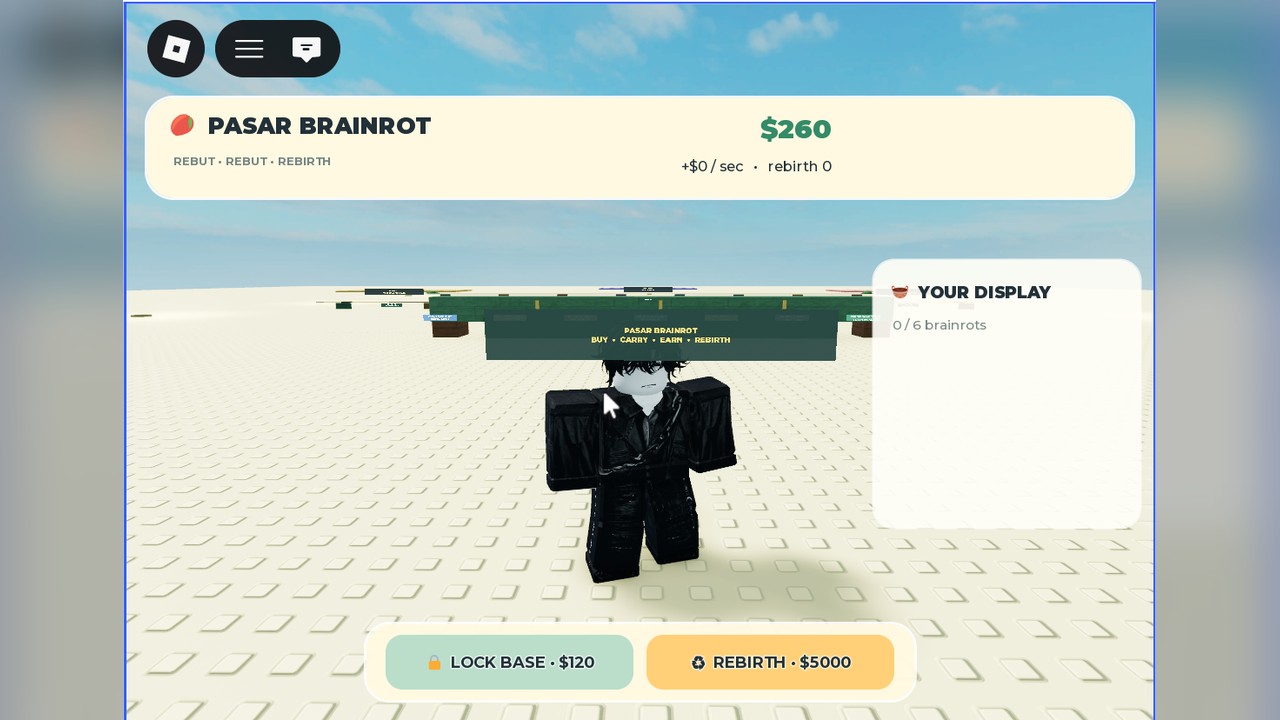 PASAR BRAINROT
REBUT • REBUT • REBIRTH
$260
+$0 / sec • rebirth 0
YOUR DISPLAY
0 / 6 brainrots
PASAR BRAINROT
BUY • CARRY • EARN • REBIRTH
LOCK BASE • $120
REBIRTH • $5000